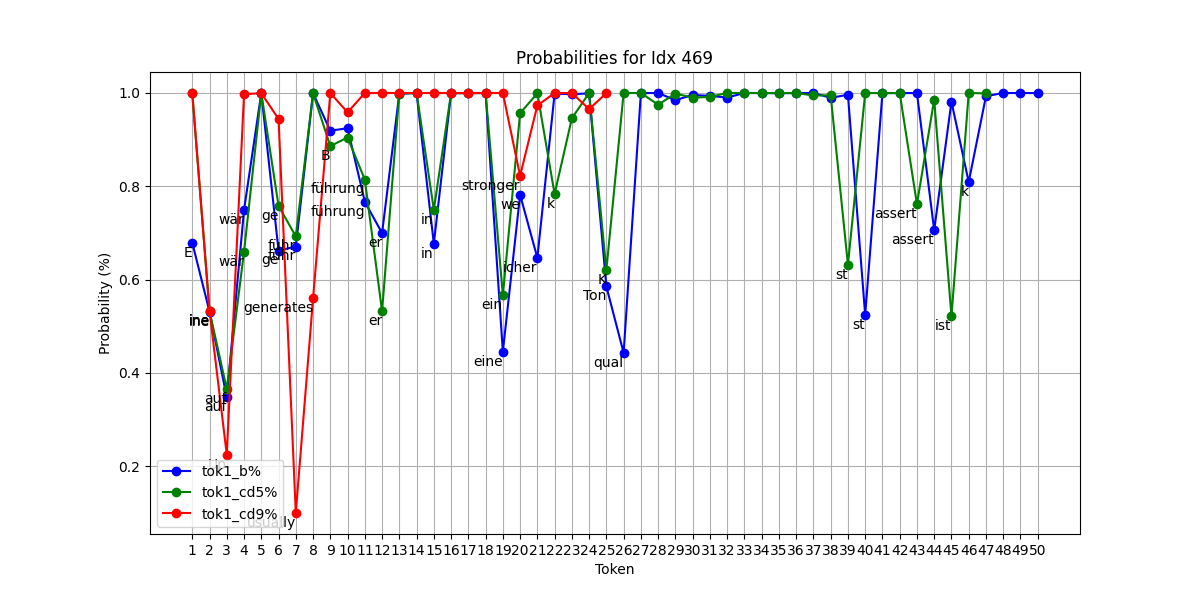 Probabilities for Idx 469
Probability (%)
1.0
0.8
0.6
0.4
0.2
E
ine
ine
auf
auf
wär
wär
ge
ge
führ
führ
generates
usually
B
führung
führung
er
er
in
in
stronger
we
ein
eine
icher
k
k
Ton
qual
st
st
assert
assert
ist
k
tok1_b%
tok1_cd5%
tok1_cd9%
1 2 3 4 5 6 7 8 9 10 11 12 13 14 15 16 17 18 19 20 21 22 23 24 25 26 27 28 29 30 31 32 33 34 35 36 37 38 39 40 41 42 43 44 45 46 47 48 49 50
Token